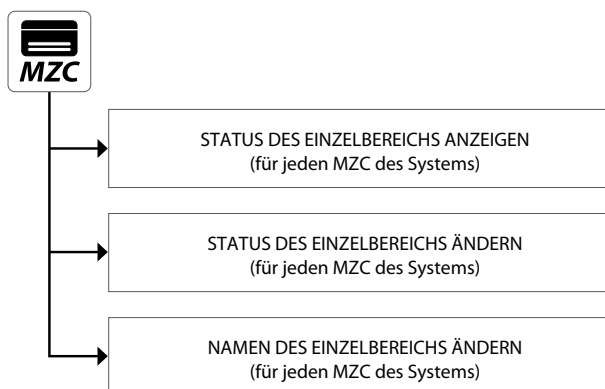 MZC
STATUS DES EINZELBEREICHS ANZEIGEN
(für jeden MZC des Systems)
STATUS DES EINZELBEREICHS ÄNDERN
(für jeden MZC des Systems)
NAMEN DES EINZELBEREICHS ÄNDERN
(für jeden MZC des Systems)